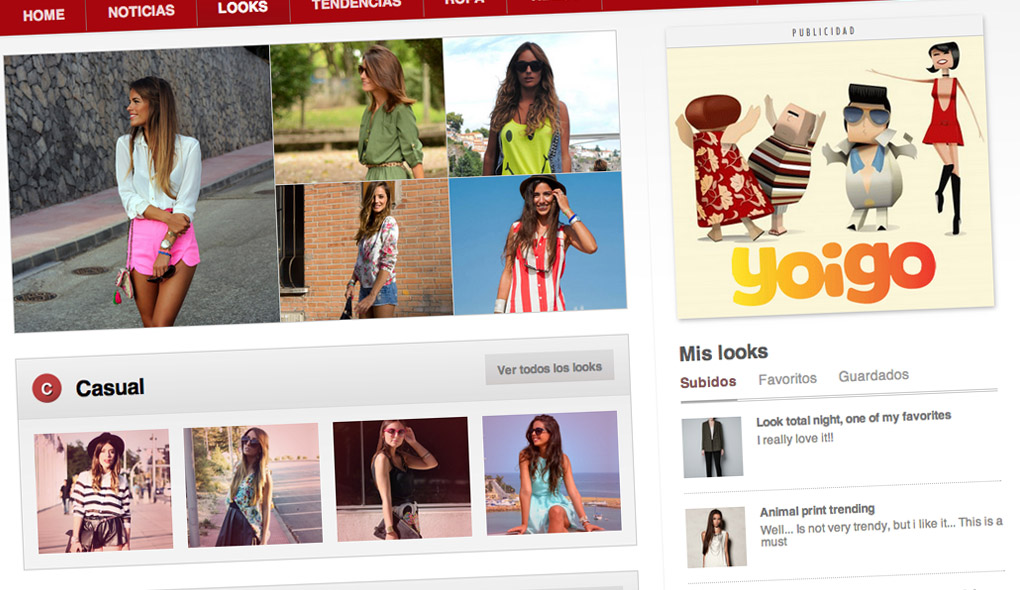 HOME
NOTICIAS
LOOKS
TENDENCIAS
ROPA
PUBLICIDAD
yoigo
C
Casual
Ver todos los looks
Mis looks
Subidos
Favoritos
Guardados
Look total night, one of my favorites
I really love it!!
Animal print trending
Well... Is not very trendy, but i like it... This is a
must